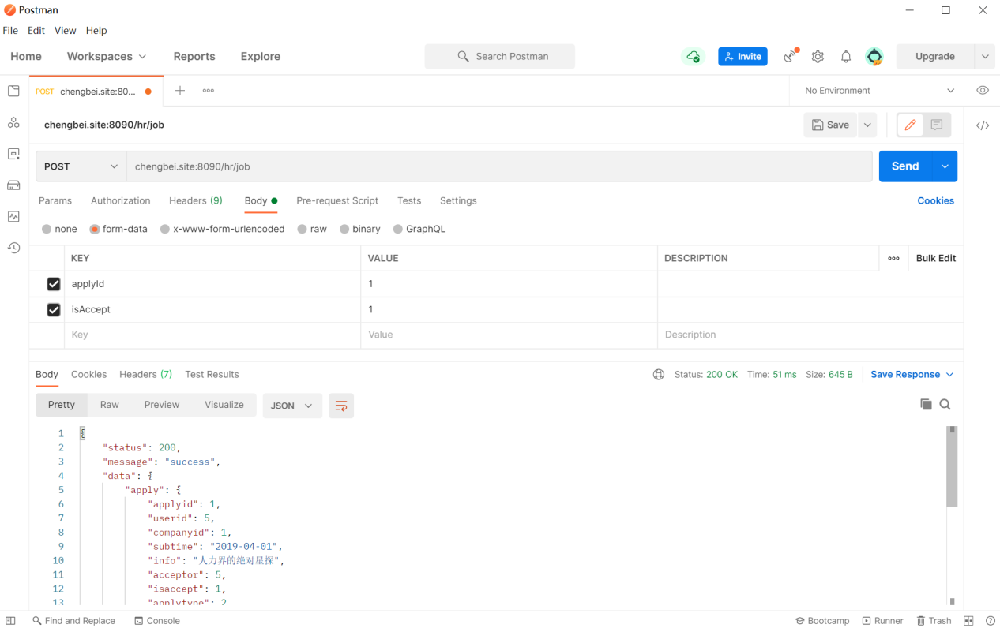 Postman
File Edit View Help
Home Workspaces Reports Explore Search Postman Invite Upgrade
POST chengbei.site:80... No Environment
chengbei.site:8090/hr/job Save
POST chengbei.site:8090/hr/job Send
Params Authorization Headers (9) Body Pre-request Script Tests Settings Cookies
none form-data x-www-form-urlencoded raw binary GraphQL
KEY VALUE DESCRIPTION Bulk Edit
applyId 1
isAccept 1
Key Value Description
Body Cookies Headers (7) Test Results Status: 200 OK Time: 51 ms Size: 645 B Save Response
Pretty Raw Preview Visualize JSON
1 {
2 "status": 200,
3 "message": "success",
4 "data": {
5 "apply": {
6 "applyid": 1,
7 "userid": 5,
8 "companyid": 1,
9 "subtime": "2019-04-01",
10 "info": "人力界的绝对星探",
11 "acceptor": 5,
12 "isaccept": 1,
13 "applytype": 2
Find and Replace Console Bootcamp Runner Trash